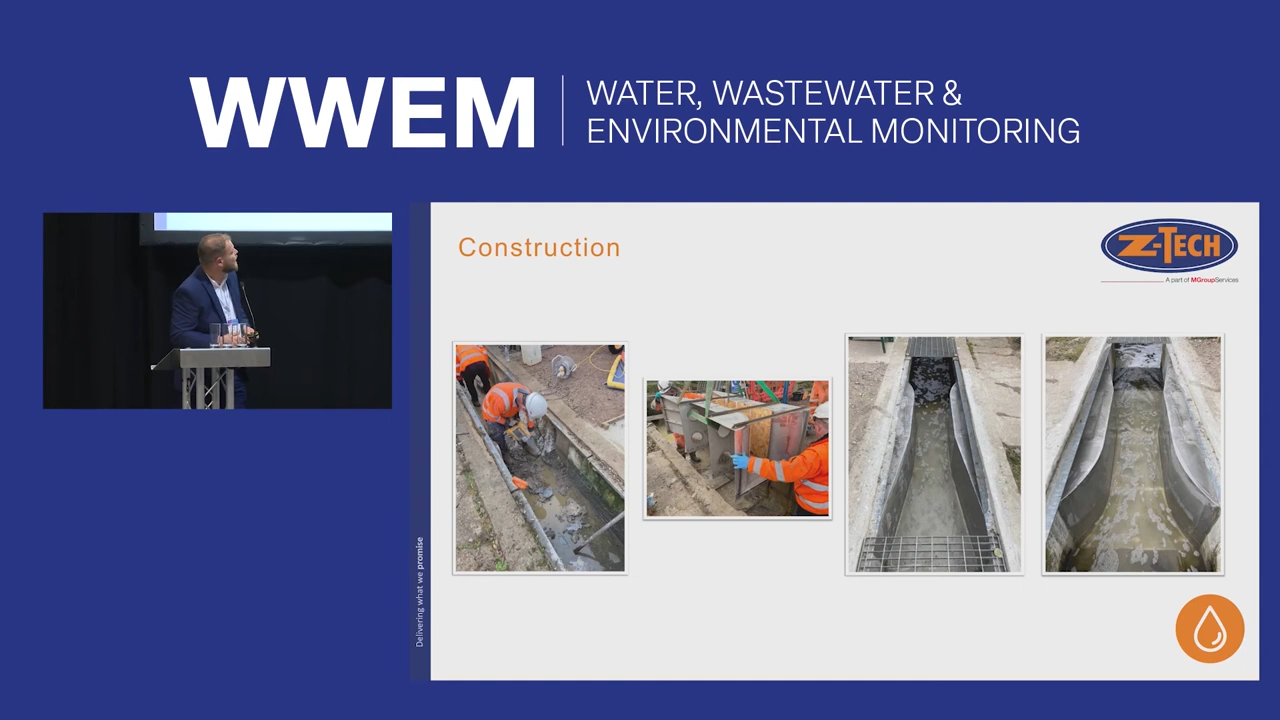 WWEM
WATER, WASTEWATER &
ENVIRONMENTAL MONITORING
Construction
Z-TECH
A part of MGroupServices
Delivering what we promise